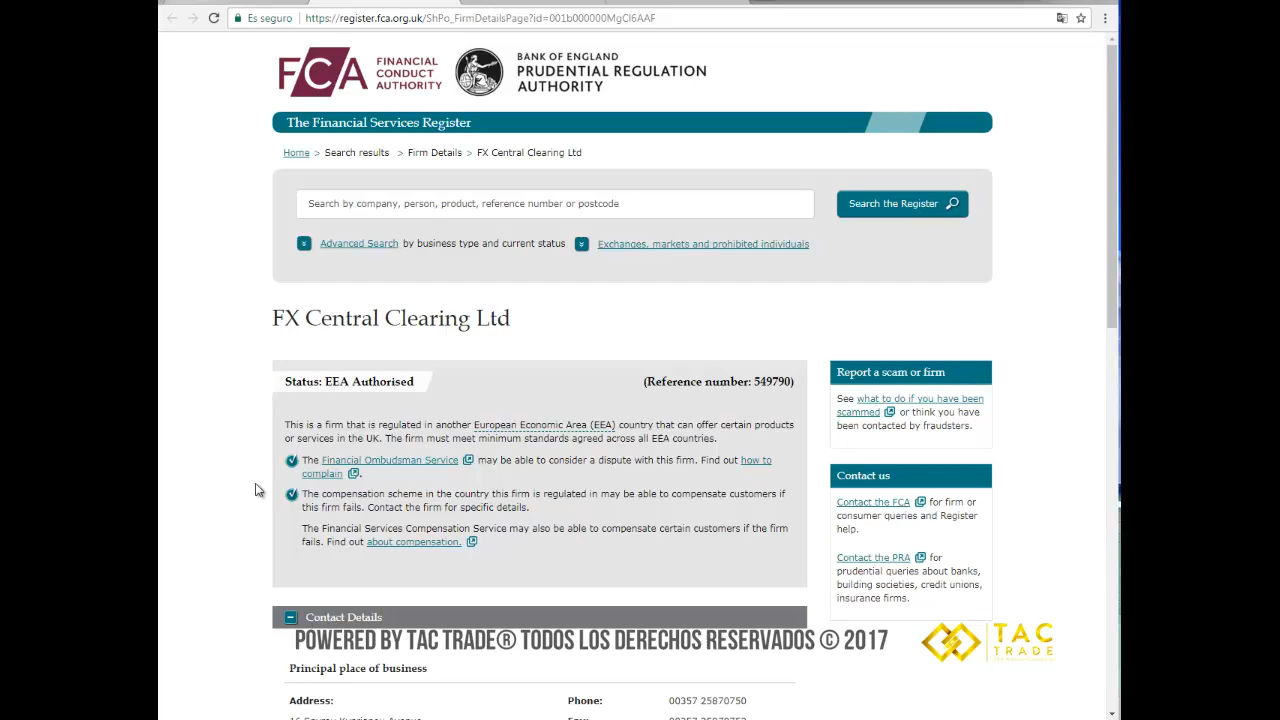 Es seguro
https://register.fca.org.uk/ShPo_FirmDetailsPage?id=001b000000MgCl6AAF
FCA FINANCIAL CONDUCT AUTHORITY
BANK OF ENGLAND
PRUDENTIAL REGULATION
AUTHORITY
The Financial Services Register
Home > Search results > Firm Details > FX Central Clearing Ltd
Search by company, person, product, reference number or postcode
Search the Register
Advanced Search by business type and current status
Exchanges, markets and prohibited individuals
FX Central Clearing Ltd
Status: EEA Authorised
(Reference number: 549790)
This is a firm that is regulated in another European Economic Area (EEA) country that can offer certain products
or services in the UK. The firm must meet minimum standards agreed across all EEA countries.
The Financial Ombudsman Service may be able to consider a dispute with this firm. Find out how to
complain .
The compensation scheme in the country this firm is regulated in may be able to compensate customers if
this firm fails. Contact the firm for specific details.
The Financial Services Compensation Service may also be able to compensate certain customers if the firm
fails. Find out about compensation.
Report a scam or firm
See what to do if you have been
scammed or think you have
been contacted by fraudsters.
Contact us
Contact the FCA for firm or
consumer queries and Register
help.
Contact the PRA for
prudential queries about banks,
building societies, credit unions,
insurance firms.
Contact Details
POWERED BY TAC TRADE® TODOS LOS DERECHOS RESERVADOS © 2017
TAC
TRADE
Principal place of business
Address:
Phone:
00357 25870750